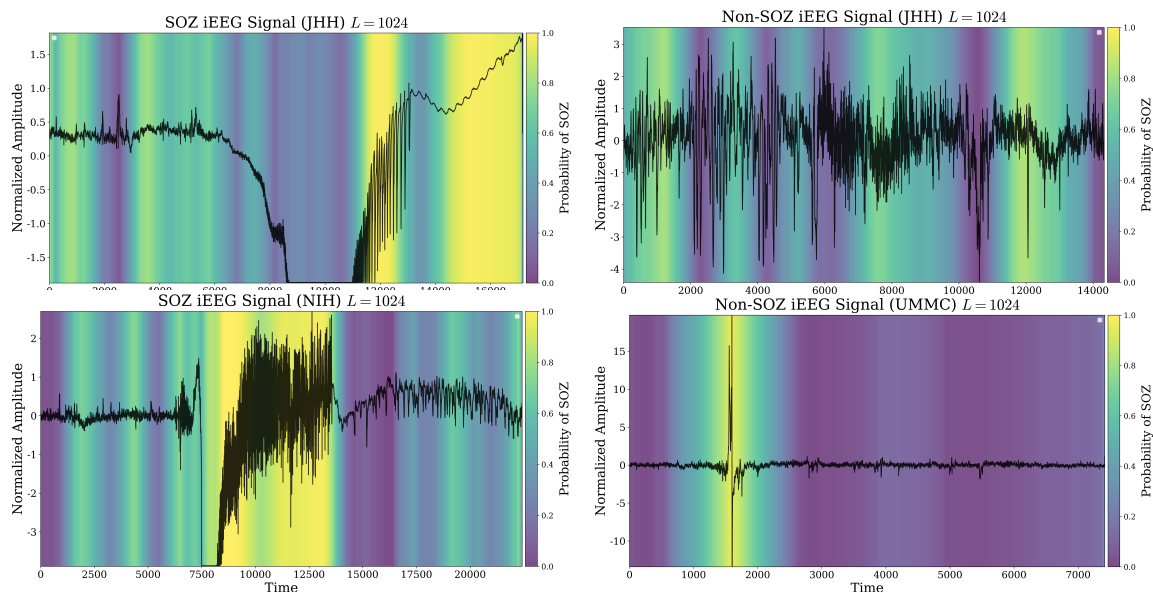 SOZ iEEG Signal (JHH) L = 1024
Normalized Amplitude
1.5
1.0
0.5
0.0
-0.5
-1.0
-1.5
0 2000 4000 6000 8000 10000 12000 14000 16000
1.0
0.8
0.6
0.4
0.2
0.0
Probability of SOZ
Non-SOZ iEEG Signal (JHH) L = 1024
Normalized Amplitude
3
2
1
0
-1
-2
-3
-4
0 2000 4000 6000 8000 10000 12000 14000
1.0
0.8
0.6
0.4
0.2
0.0
Probability of SOZ
SOZ iEEG Signal (NIH) L = 1024
Normalized Amplitude
2
1
0
-1
-2
-3
0 2500 5000 7500 10000 12500 15000 17500 20000
Time
1.0
0.8
0.6
0.4
0.2
0.0
Probability of SOZ
Non-SOZ iEEG Signal (UMMC) L = 1024
Normalized Amplitude
15
10
5
0
-5
-10
0 1000 2000 3000 4000 5000 6000 7000
Time
1.0
0.8
0.6
0.4
0.2
0.0
Probability of SOZ